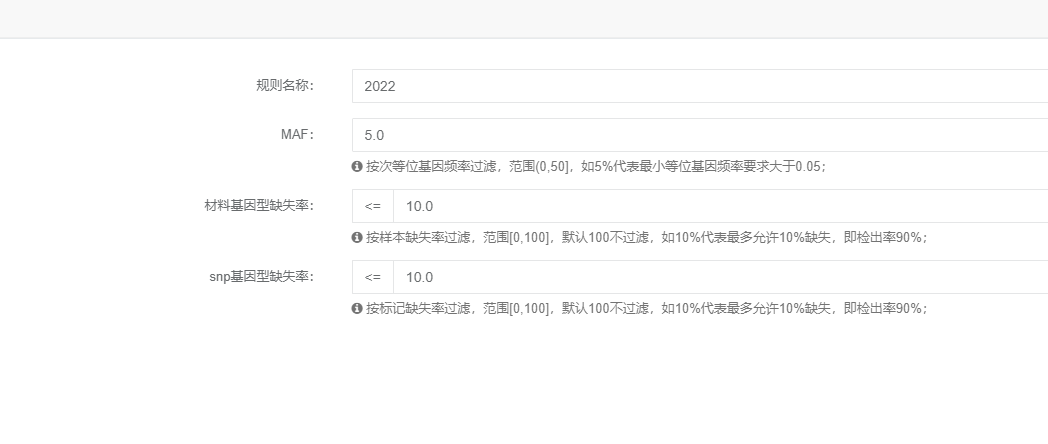 规则名称： 2022
MAF： 5.0
按次等位基因频率过滤，范围(0,50]，如5%代表最小等位基因频率要求大于0.05；
材料基因型缺失率： <= 10.0
按样本缺失率过滤，范围[0,100]，默认100不过滤，如10%代表最多允许10%缺失，即检出率90%；
snp基因型缺失率： <= 10.0
按标记缺失率过滤，范围[0,100]，默认100不过滤，如10%代表最多允许10%缺失，即检出率90%；